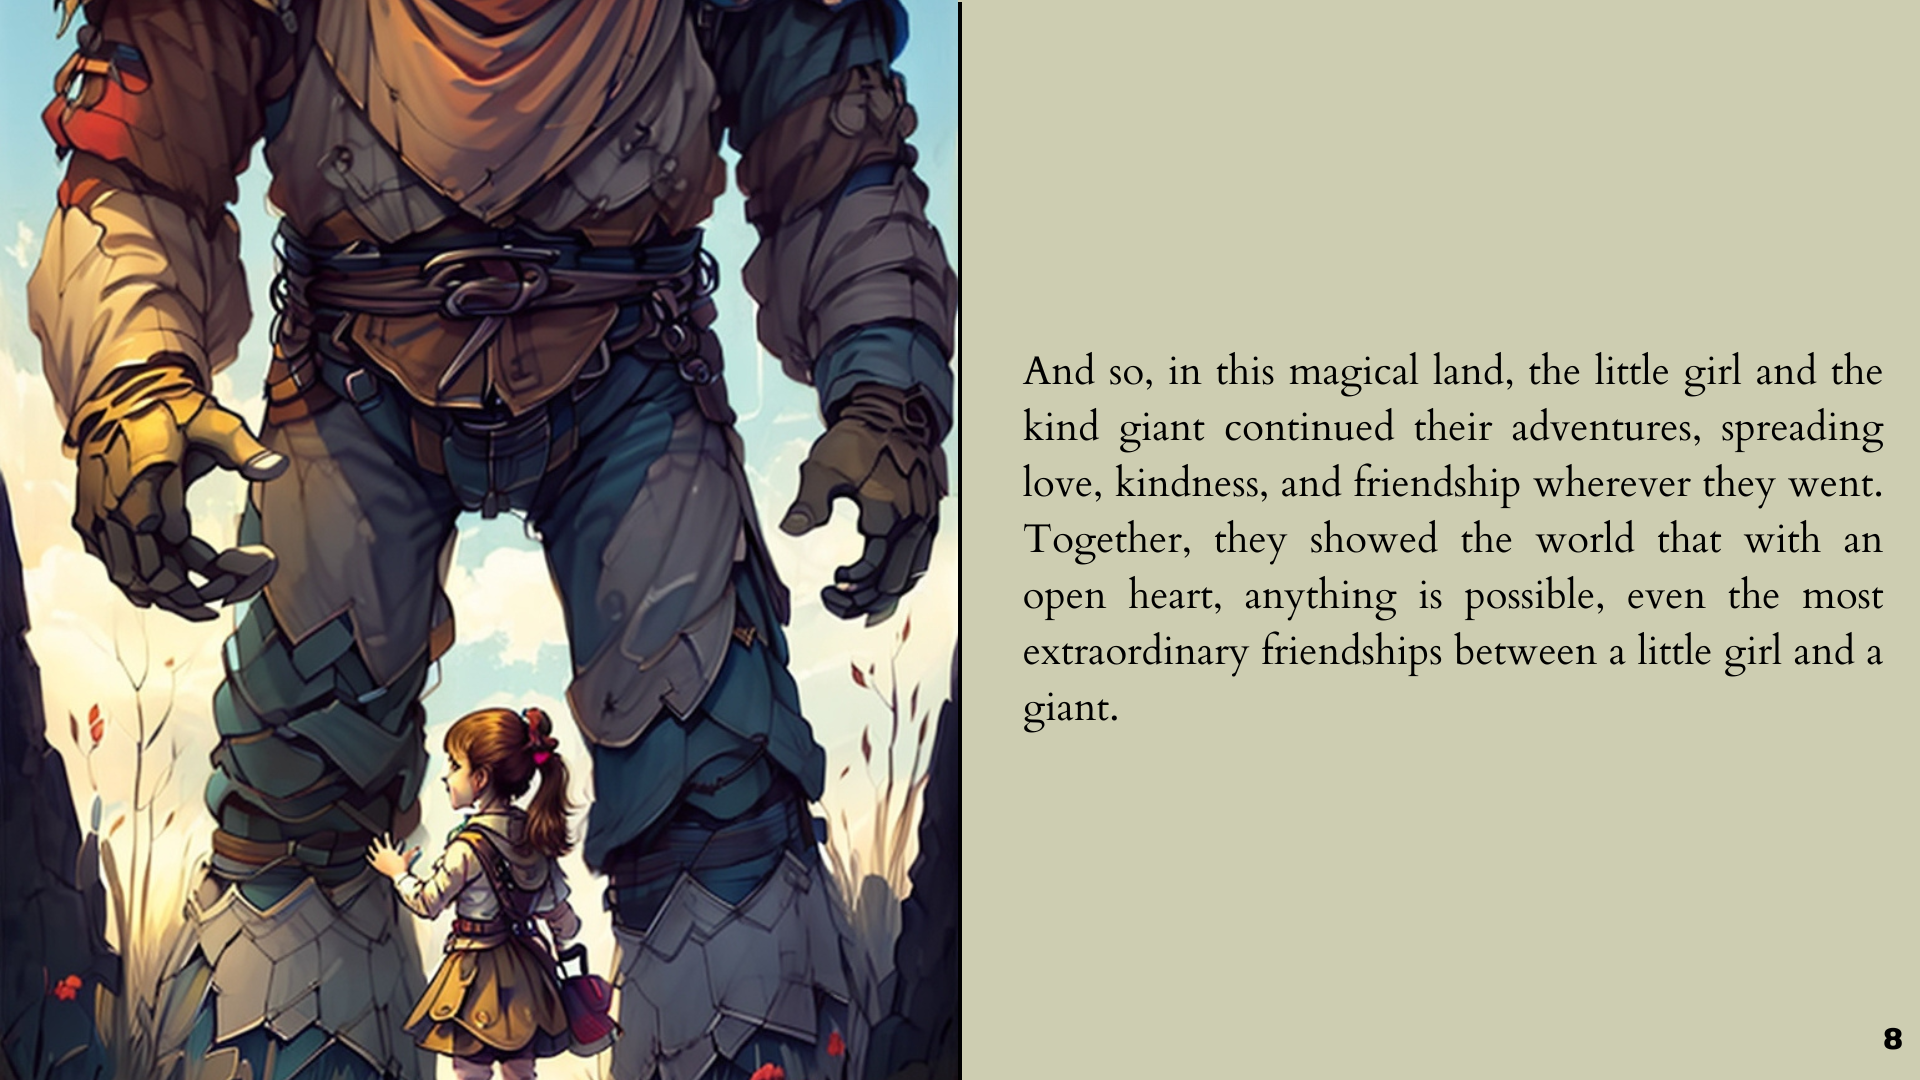 And so, in this magical land, the little girl and the
kind giant continued their adventures, spreading
love, kindness, and friendship wherever they went.
Together, they showed the world that with an
open heart, anything is possible, even the most
extraordinary friendships between a little girl and a
giant.
8